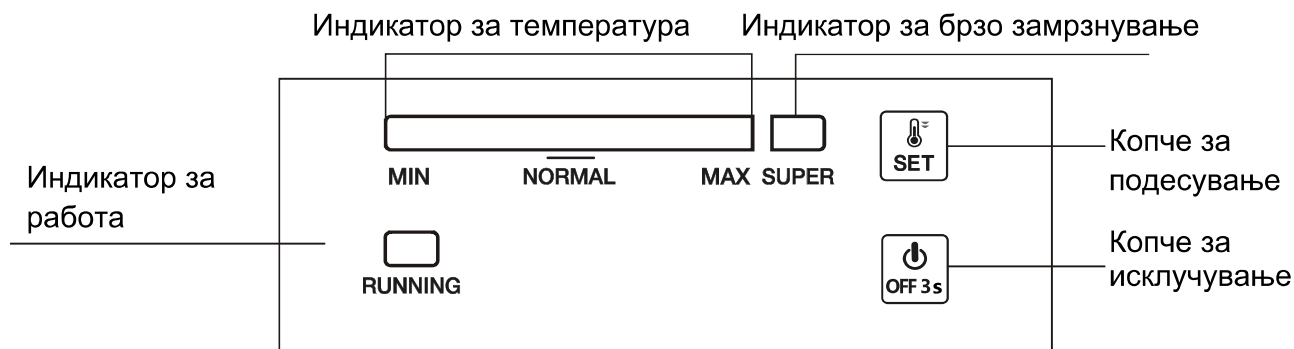 Индикатор за температура
Индикатор за брзо замрзнување
MIN NORMAL MAX SUPER
SET
Копче за
подесување
Индикатор за
работа
RUNNING
OFF 3s
Копче за
исклучување